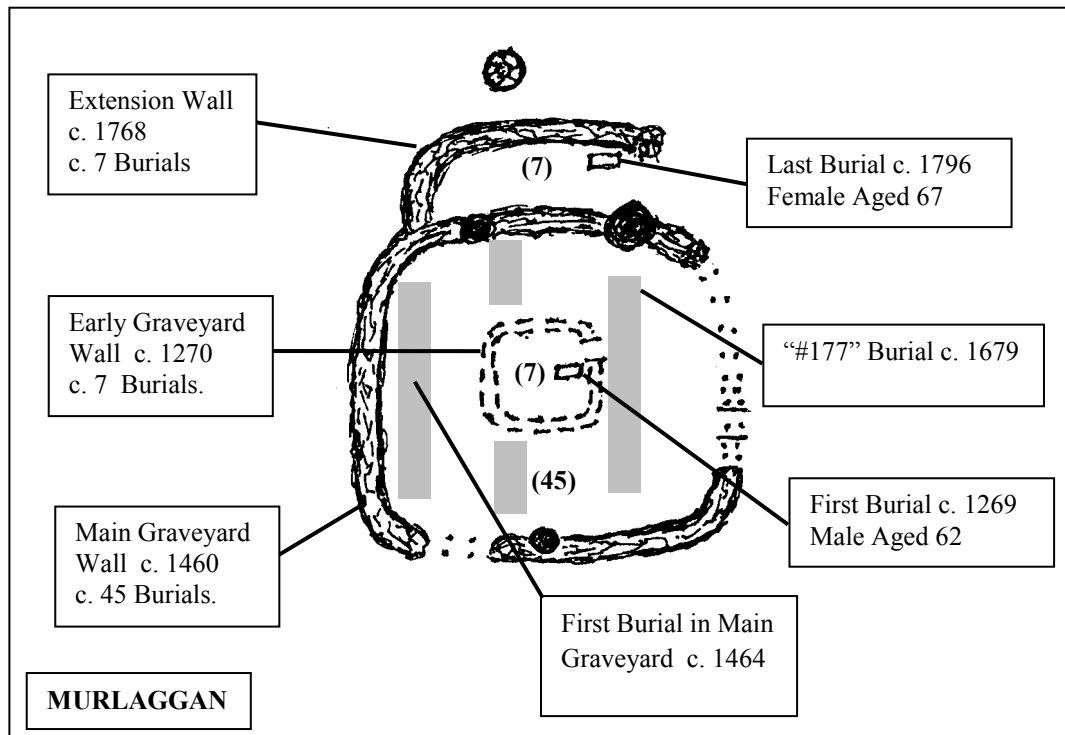 Extension Wall
c. 1768
c. 7 Burials
(7)
Last Burial c. 1796
Female Aged 67
Early Graveyard
Wall c. 1270
c. 7 Burials.
(7)
“#177” Burial c. 1679
(45)
Main Graveyard
Wall c. 1460
c. 45 Burials.
First Burial c. 1269
Male Aged 62
First Burial in Main
Graveyard c. 1464
MURLAGGAN